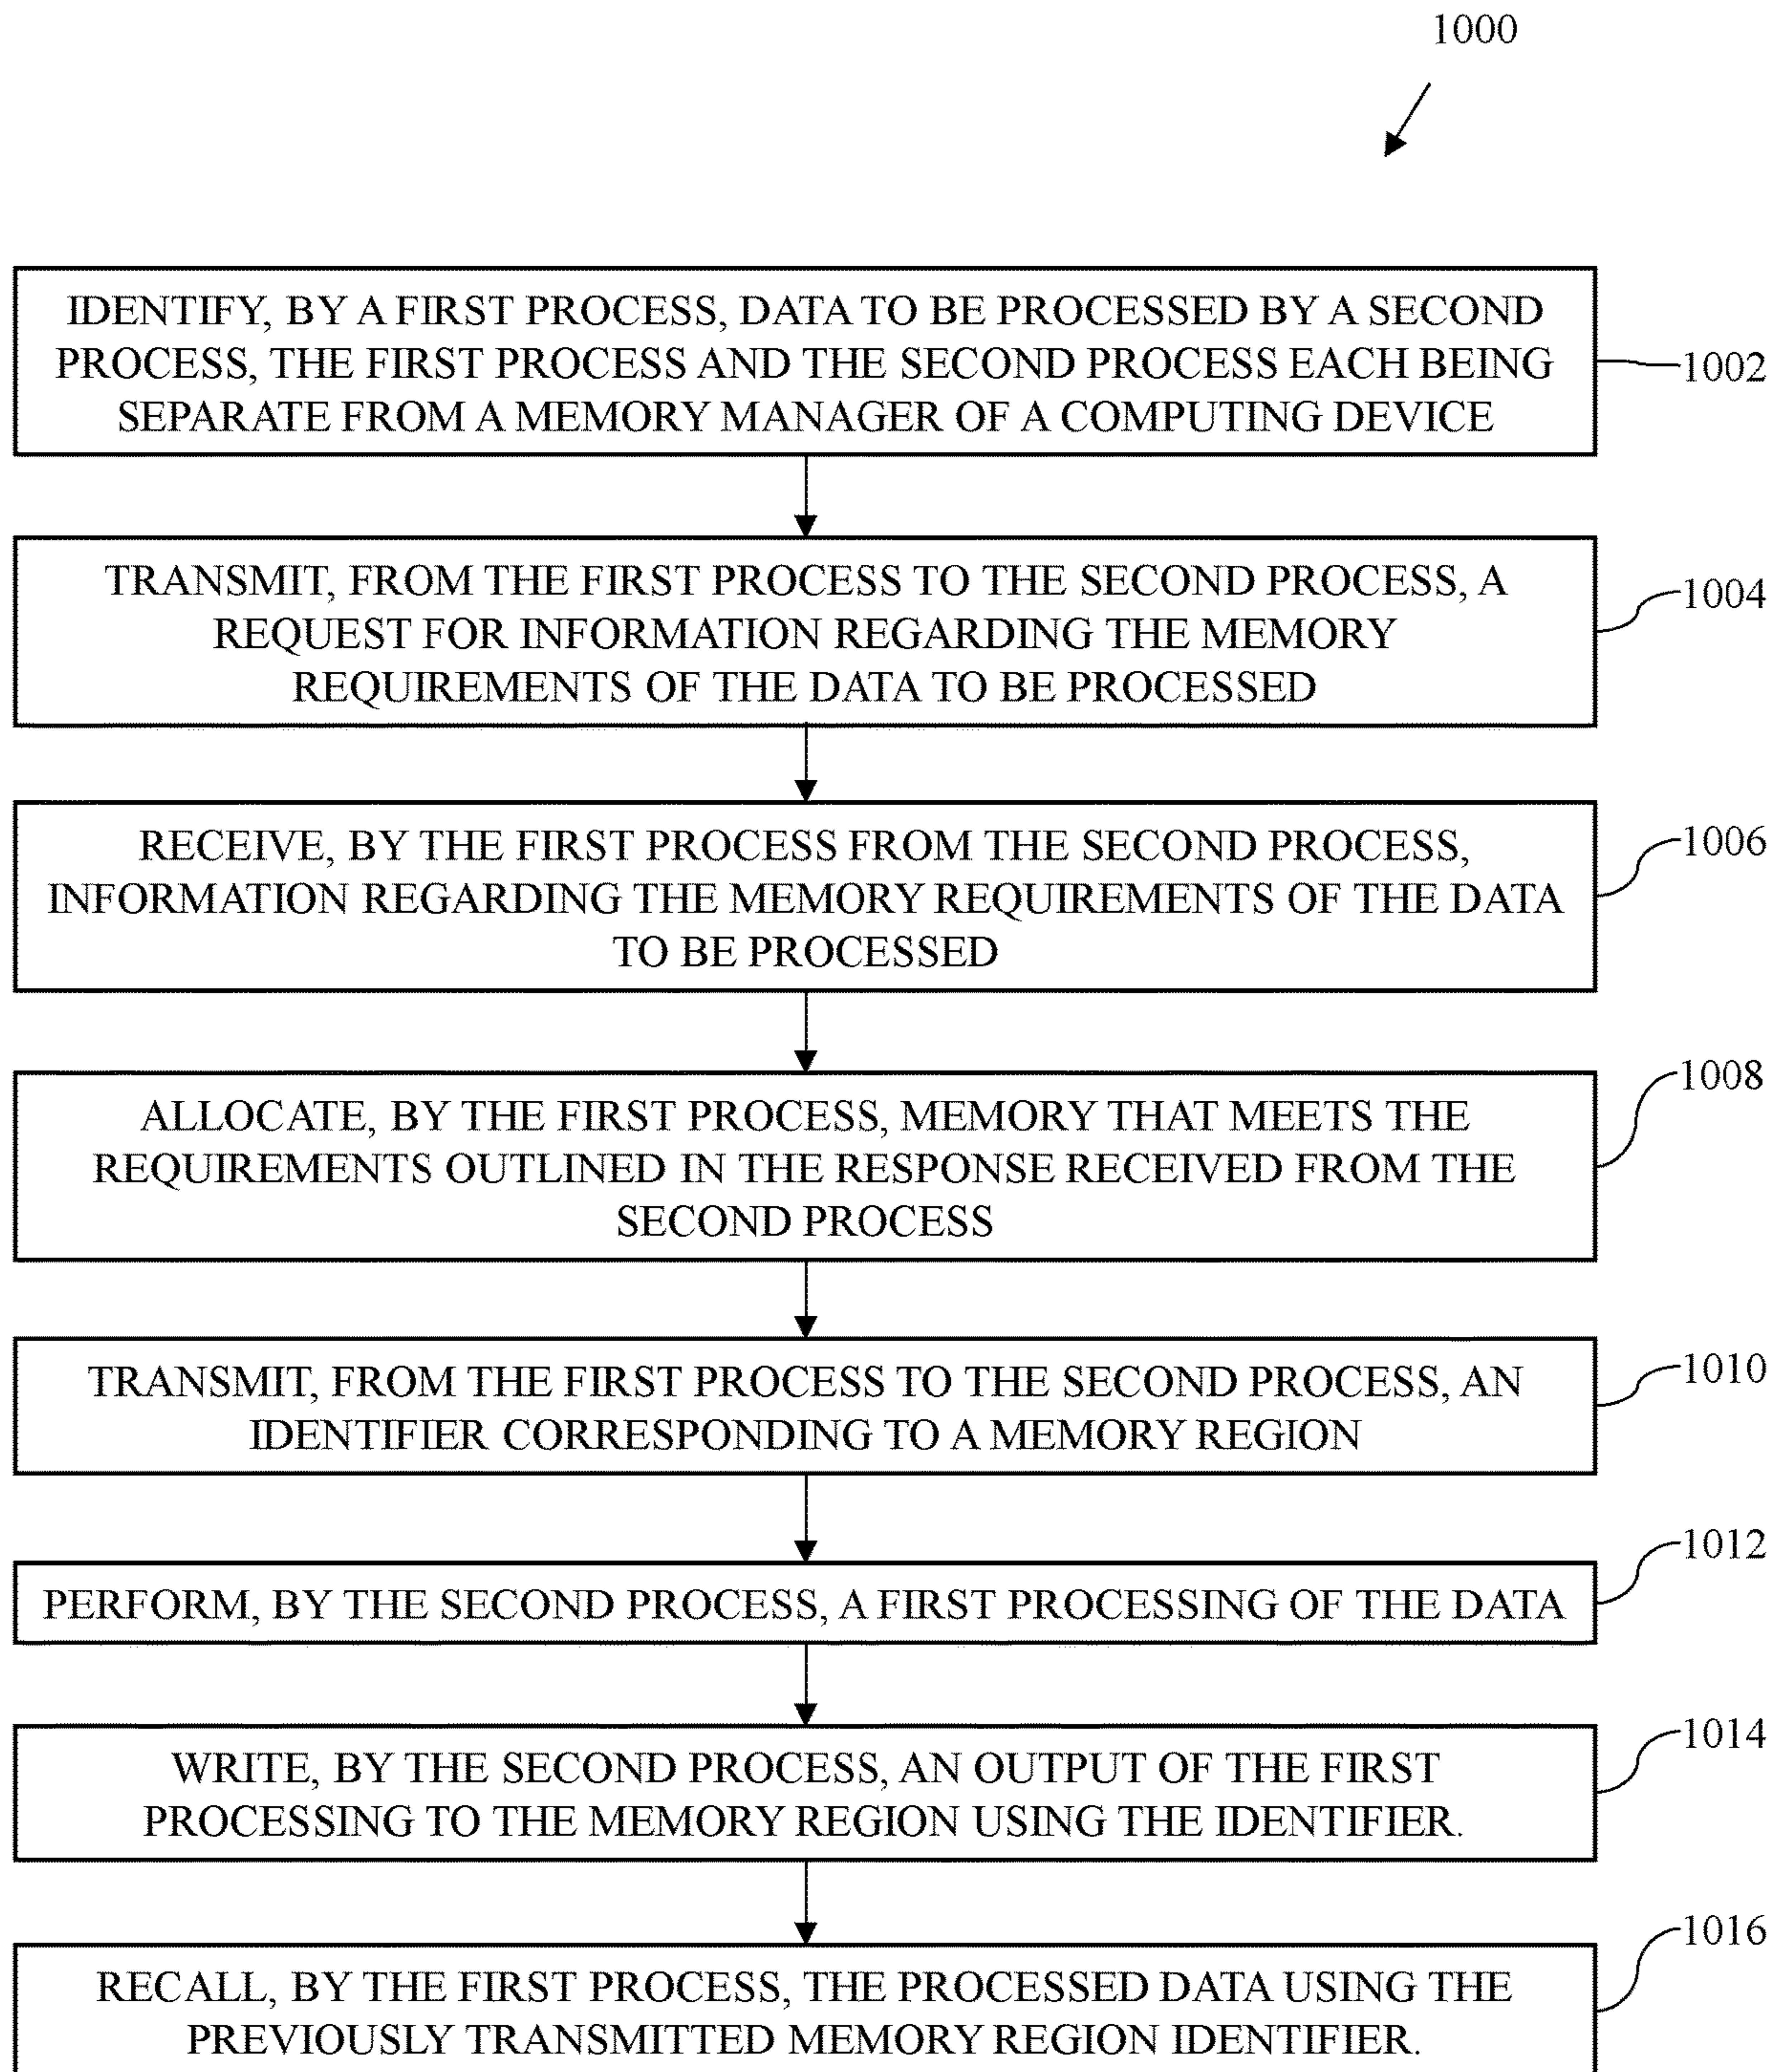 1000
IDENTIFY, BY A FIRST PROCESS, DATA TO BE PROCESSED BY A SECOND
PROCESS, THE FIRST PROCESS AND THE SECOND PROCESS EACH BEING
SEPARATE FROM A MEMORY MANAGER OF A COMPUTING DEVICE
1002
TRANSMIT, FROM THE FIRST PROCESS TO THE SECOND PROCESS, A
REQUEST FOR INFORMATION REGARDING THE MEMORY
REQUIREMENTS OF THE DATA TO BE PROCESSED
1004
RECEIVE, BY THE FIRST PROCESS FROM THE SECOND PROCESS,
INFORMATION REGARDING THE MEMORY REQUIREMENTS OF THE DATA
TO BE PROCESSED
1006
ALLOCATE, BY THE FIRST PROCESS, MEMORY THAT MEETS THE
REQUIREMENTS OUTLINED IN THE RESPONSE RECEIVED FROM THE
SECOND PROCESS
1008
TRANSMIT, FROM THE FIRST PROCESS TO THE SECOND PROCESS, AN
IDENTIFIER CORRESPONDING TO A MEMORY REGION
1010
PERFORM, BY THE SECOND PROCESS, A FIRST PROCESSING OF THE DATA
1012
WRITE, BY THE SECOND PROCESS, AN OUTPUT OF THE FIRST
PROCESSING TO THE MEMORY REGION USING THE IDENTIFIER.
1014
RECALL, BY THE FIRST PROCESS, THE PROCESSED DATA USING THE
PREVIOUSLY TRANSMITTED MEMORY REGION IDENTIFIER.
1016